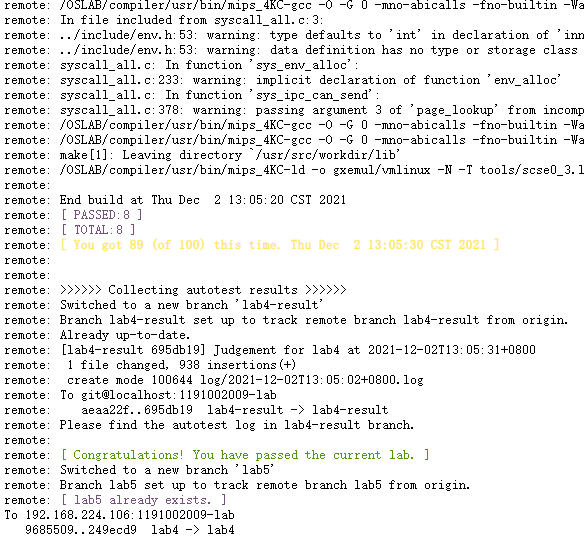 remote: /OSLAB/compiler/usr/bin/mips_4KC-gcc -O -G 0 -mno-abicalls -fno-builtin -Wa
remote: In file included from syscall_all.c:3:
remote: ../include/env.h:53: warning: type defaults to 'int' in declaration of 'inn
remote: ../include/env.h:53: warning: data definition has no type or storage class
remote: syscall_all.c: In function 'sys_env_alloc':
remote: syscall_all.c:233: warning: implicit declaration of function 'env_alloc'
remote: syscall_all.c: In function 'sys_ipc_can_send':
remote: syscall_all.c:378: warning: passing argument 3 of 'page_lookup' from incomp
remote: /OSLAB/compiler/usr/bin/mips_4KC-gcc -O -G 0 -mno-abicalls -fno-builtin -Wa
remote: /OSLAB/compiler/usr/bin/mips_4KC-gcc -O -G 0 -mno-abicalls -fno-builtin -Wa
remote: make[1]: Leaving directory `/usr/src/workdir/lib'
remote: /OSLAB/compiler/usr/bin/mips_4KC-ld -o gxemul/vmlinux -N -T tools/scse0_3.l
remote:
remote: End build at Thu Dec  2 13:05:20 CST 2021
remote: [ PASSED:8 ]
remote: [ TOTAL:8 ]
remote: [ You got 89 (of 100) this time. Thu Dec  2 13:05:30 CST 2021 ]
remote:
remote:
remote: >>>>>> Collecting autotest results >>>>>>
remote: Switched to a new branch 'lab4-result'
remote: Branch lab4-result set up to track remote branch lab4-result from origin.
remote: Already up-to-date.
remote: [lab4-result 695db19] Judgement for lab4 at 2021-12-02T13:05:31+0800
remote:  1 file changed, 938 insertions(+)
remote:  create mode 100644 log/2021-12-02T13:05:02+0800.log
remote: To git@localhost:1191002009-lab
remote:    aeaa22f..695db19  lab4-result -> lab4-result
remote: Please find the autotest log in lab4-result branch.
remote:
remote: [ Congratulations! You have passed the current lab. ]
remote: Switched to a new branch 'lab5'
remote: Branch lab5 set up to track remote branch lab5 from origin.
remote: [ lab5 already exists. ]
To 192.168.224.106:1191002009-lab
   9685509..249ecd9  lab4 -> lab4